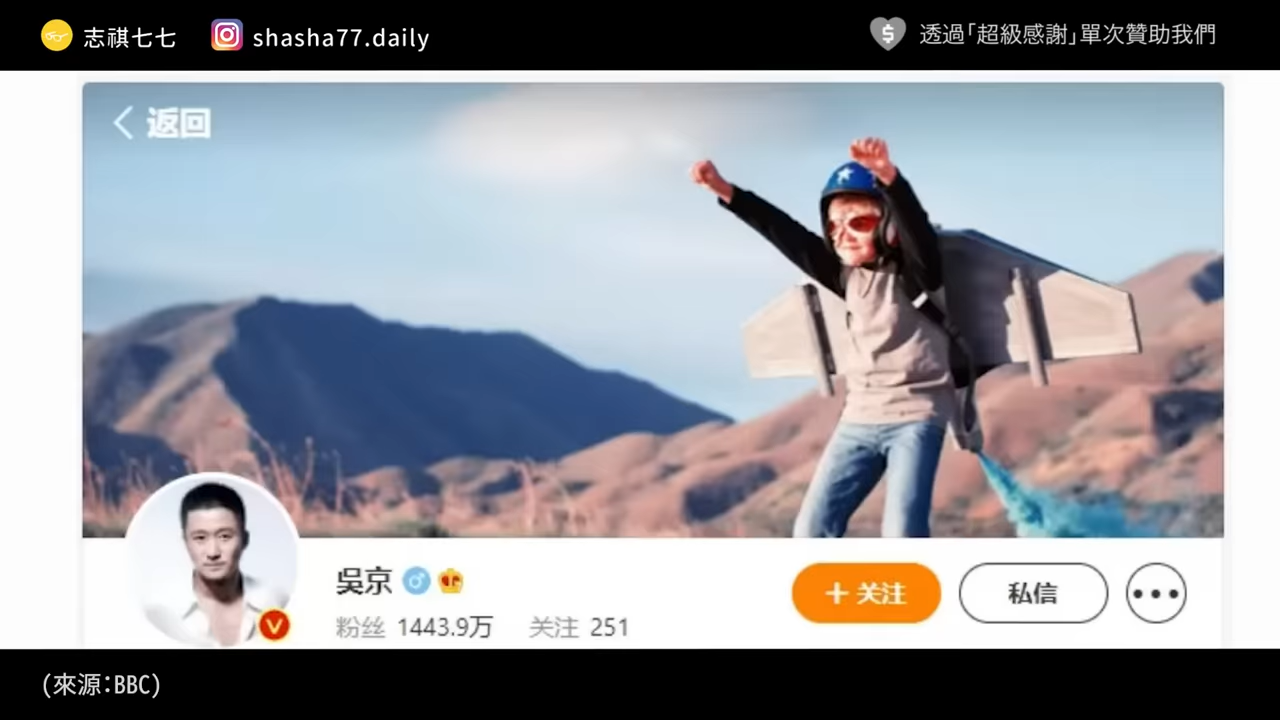 志祺七七 shasha77.daily 透過「超級感謝」單次贊助我們
返回
吳京
粉丝 1443.9万 关注 251
+ 关注 私信
(來源:BBC)